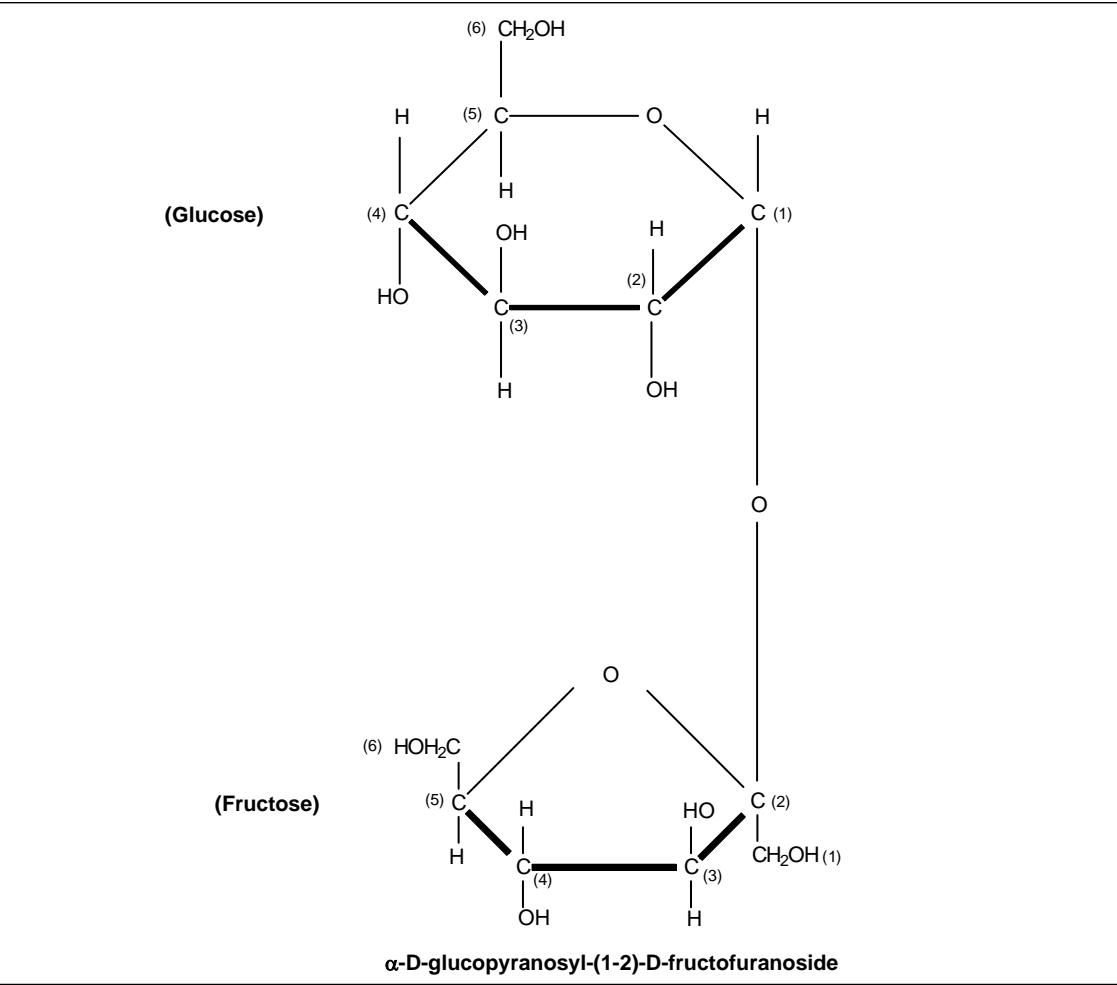 (6) CH2OH
H (5) C O H
H
(Glucose) (4) C C (1)
OH H
(2)
HO C C
(3)
H OH
O
O
(6) HOH2C
(Fructose) (5) C H HO C (2)
H CH2OH (1)
C (4) C (3)
OH H
α-D-glucopyranosyl-(1-2)-D-fructofuranoside